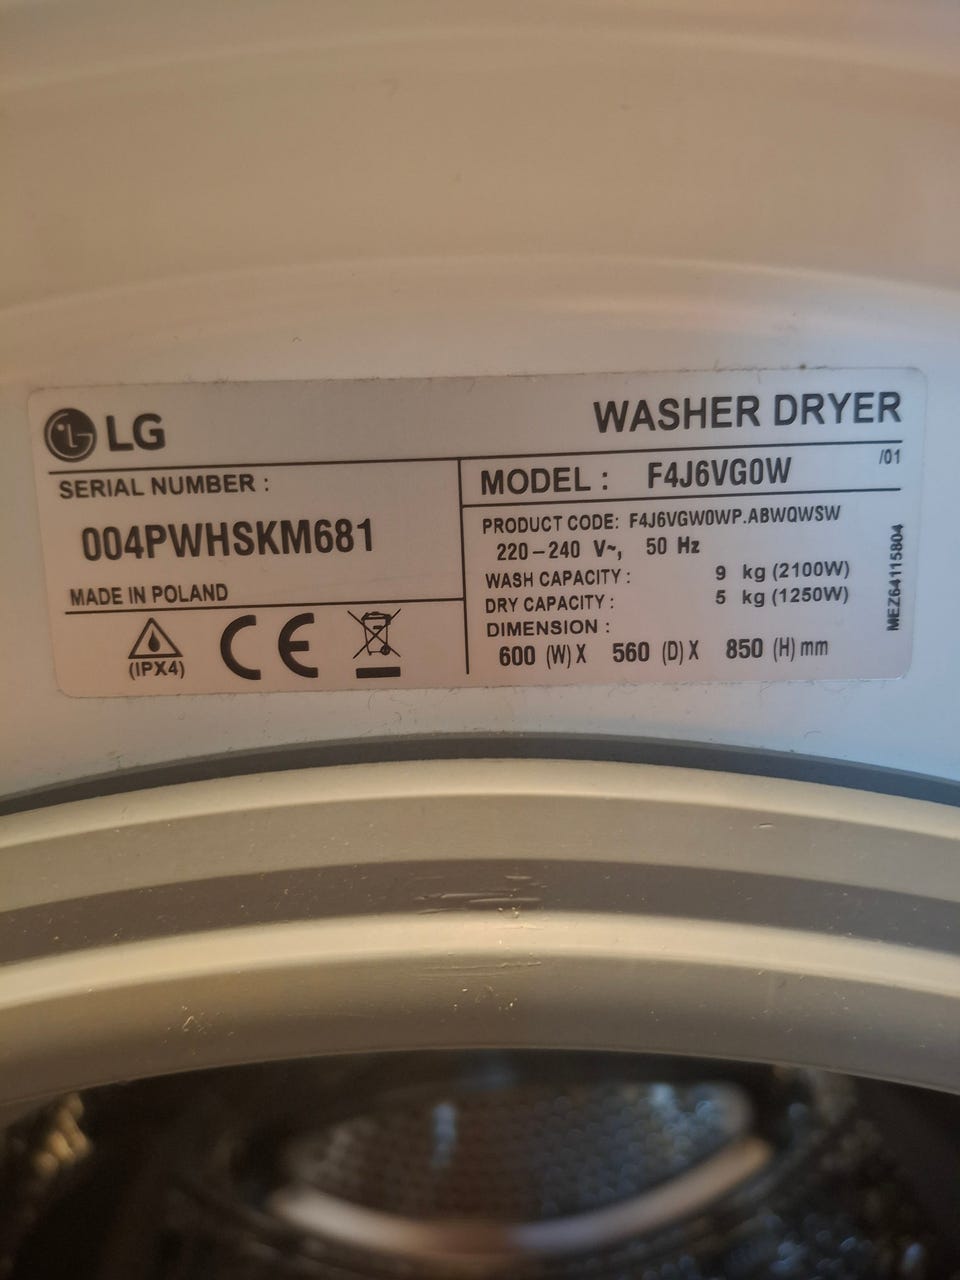 LG
WASHER DRYER
SERIAL NUMBER :
004PWHSKM681
MADE IN POLAND
(IPX4)
CE
MODEL : F4J6VG0W /01
PRODUCT CODE: F4J6VGW0WP.ABWQWSW
220-240 V~, 50 Hz
WASH CAPACITY : 9 kg (2100W)
DRY CAPACITY : 5 kg (1250W)
DIMENSION :
600 (W) X 560 (D) X 850 (H) mm
MEZ64115804